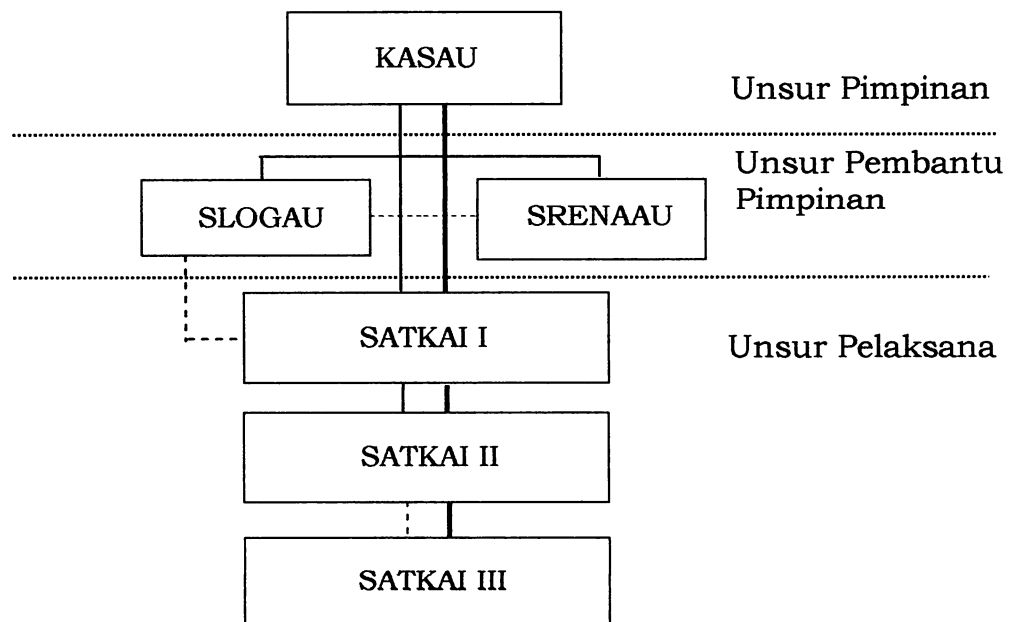 KASAU
Unsur Pimpinan
Unsur Pembantu
Pimpinan
SLOGAU
SRENAAU
SATKAI I
Unsur Pelaksana
SATKAI II
SATKAI III